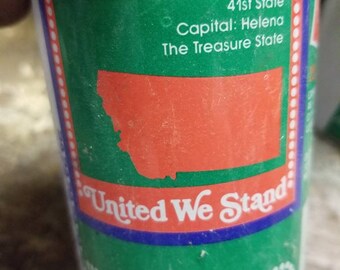 41st State
Capital: Helena
The Treasure State
United We Stand